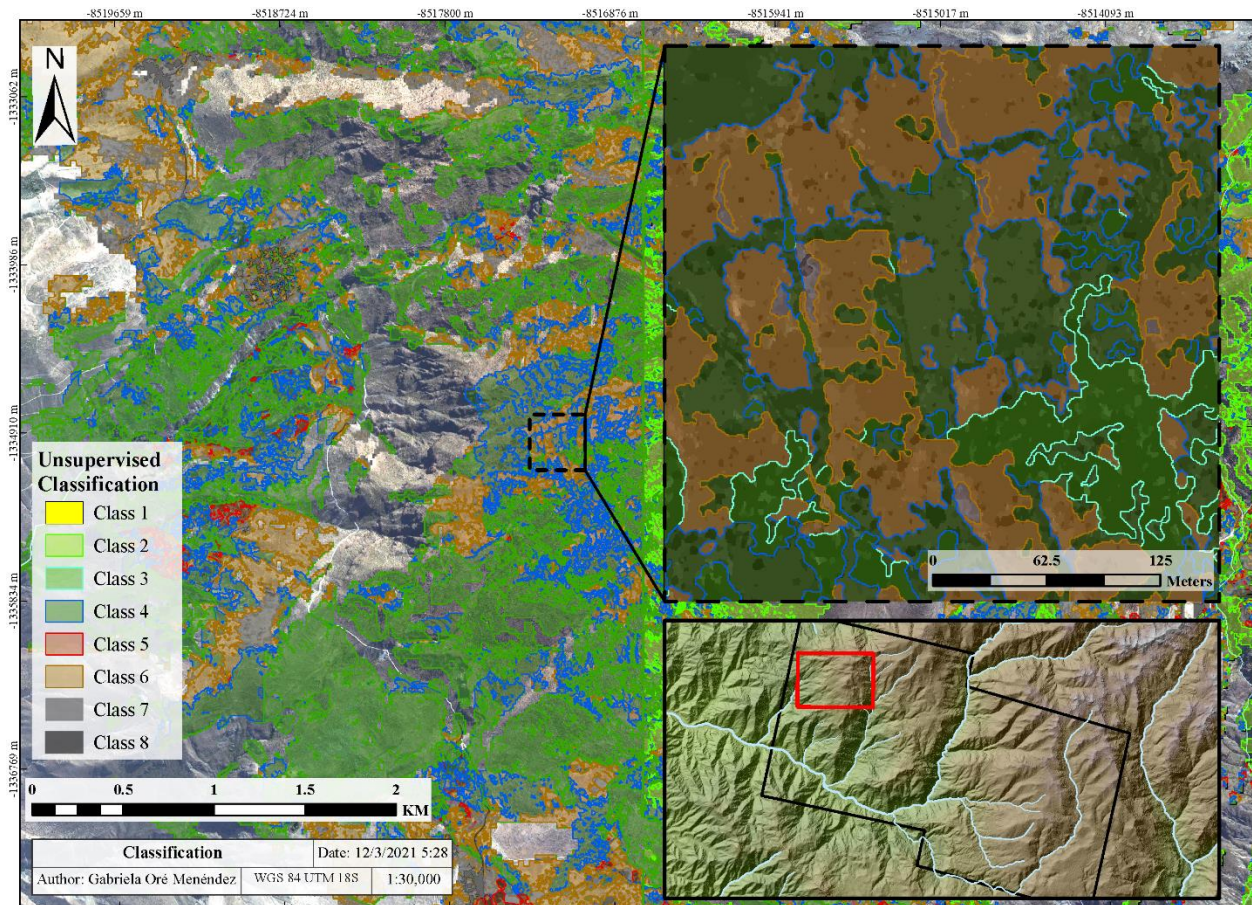 -8519659 m
-8518724 m
-8517800 m
-8516876 m
-8515941 m
-8515017 m
-8514093 m
-1333062 m
-1333986 m
-1334910 m
-1335834 m
-1336769 m
N
Unsupervised
Classification
Class 1
Class 2
Class 3
Class 4
Class 5
Class 6
Class 7
Class 8
0 62.5 125
Meters
0 0.5 1 1.5 2
KM
Classification Date: 12/3/2021 5:28
Author: Gabriela Oré Menéndez WGS 84 UTM 18S 1:30,000